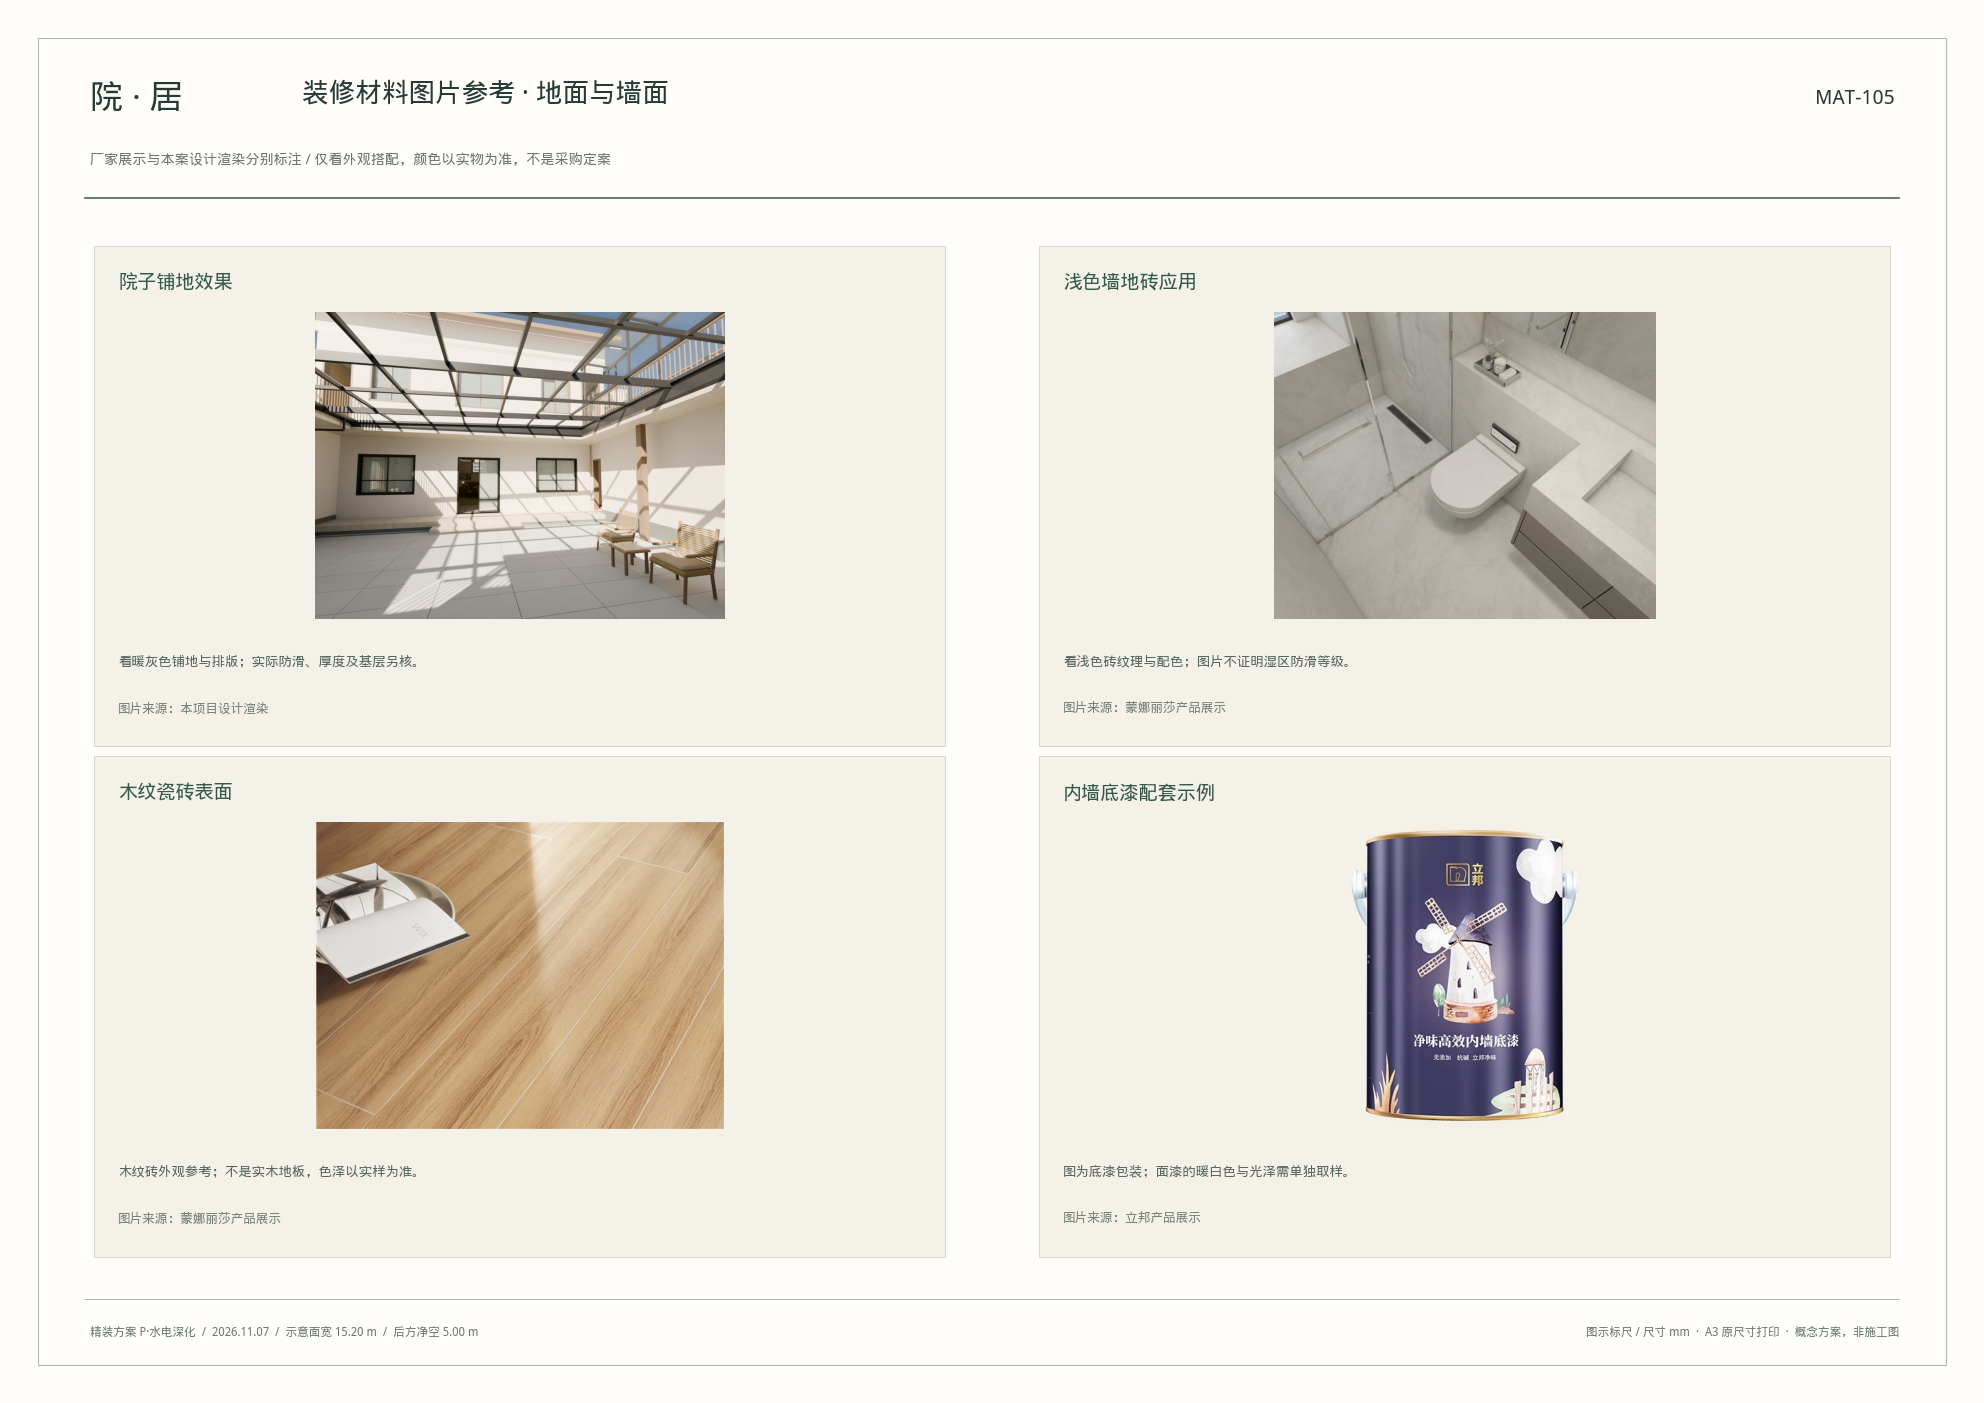 院 · 居
装修材料图片参考 · 地面与墙面
MAT-105
厂家展示与本案设计渲染分别标注 / 仅看外观搭配，颜色以实物为准，不是采购定案
院子铺地效果
看暖灰色铺地与排版；实际防滑、厚度及基层另核。
图片来源：本项目设计渲染
浅色墙地砖应用
看浅色砖纹理与配色；图片不证明湿区防滑等级。
图片来源：蒙娜丽莎产品展示
木纹瓷砖表面
木纹砖外观参考；不是实木地板，色泽以实样为准。
图片来源：蒙娜丽莎产品展示
内墙底漆配套示例
立邦
净味高效内墙底漆
无添加 抗碱 立邦净味
图为底漆包装；面漆的暖白色与光泽需单独取样。
图片来源：立邦产品展示
精装方案 P·水电深化 / 2026.11.07 / 示意面宽 15.20 m / 后方净空 5.00 m
图示标尺 / 尺寸 mm · A3 原尺寸打印 · 概念方案，非施工图